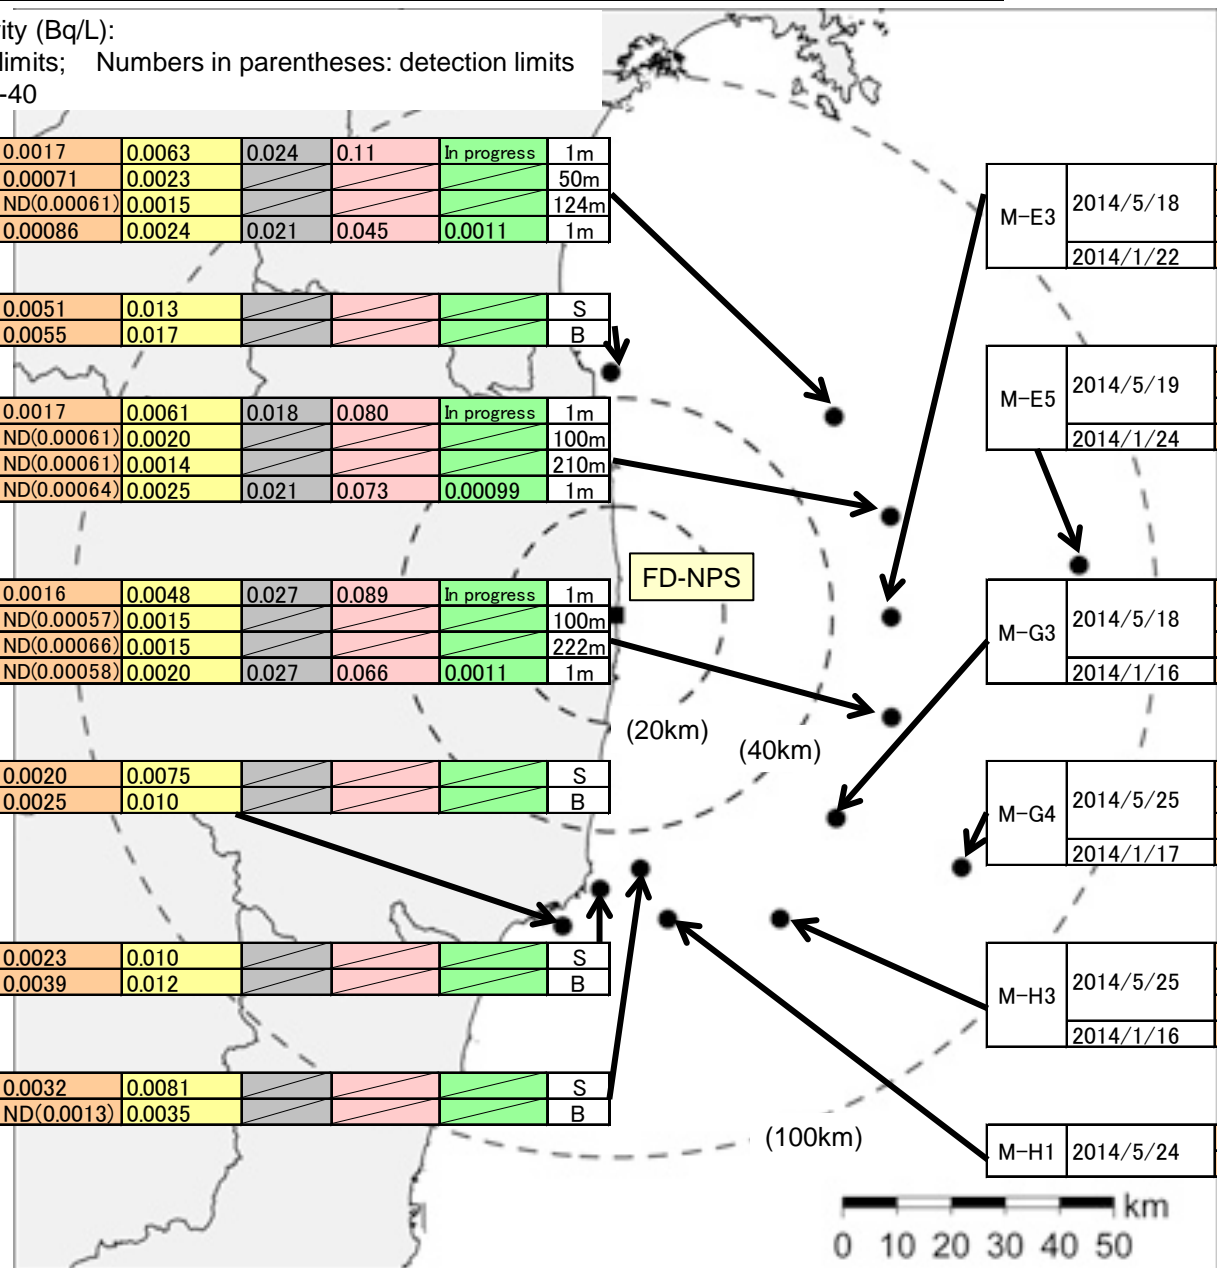 ity (Bq/L):
limits; Numbers in parentheses: detection limits
-40
0.0017 0.0063 0.024 0.11 In progress 1m
0.00071 0.0023 50m
ND(0.00061) 0.0015 124m
0.00086 0.0024 0.021 0.045 0.0011 1m
M-E3 2014/5/18
2014/1/22
0.0051 0.013 S
0.0055 0.017 B
M-E5 2014/5/19
2014/1/24
0.0017 0.0061 0.018 0.080 In progress 1m
ND(0.00061) 0.0020 100m
ND(0.00061) 0.0014 210m
ND(0.00064) 0.0025 0.021 0.073 0.00099 1m
FD-NPS
0.0016 0.0048 0.027 0.089 In progress 1m
ND(0.00057) 0.0015 100m
ND(0.00066) 0.0015 222m
ND(0.00058) 0.0020 0.027 0.066 0.0011 1m
M-G3 2014/5/18
2014/1/16
(20km)
(40km)
0.0020 0.0075 S
0.0025 0.010 B
M-G4 2014/5/25
2014/1/17
0.0023 0.010 S
0.0039 0.012 B
M-H3 2014/5/25
2014/1/16
0.0032 0.0081 S
ND(0.0013) 0.0035 B
(100km)
M-H1 2014/5/24
km
0 10 20 30 40 50